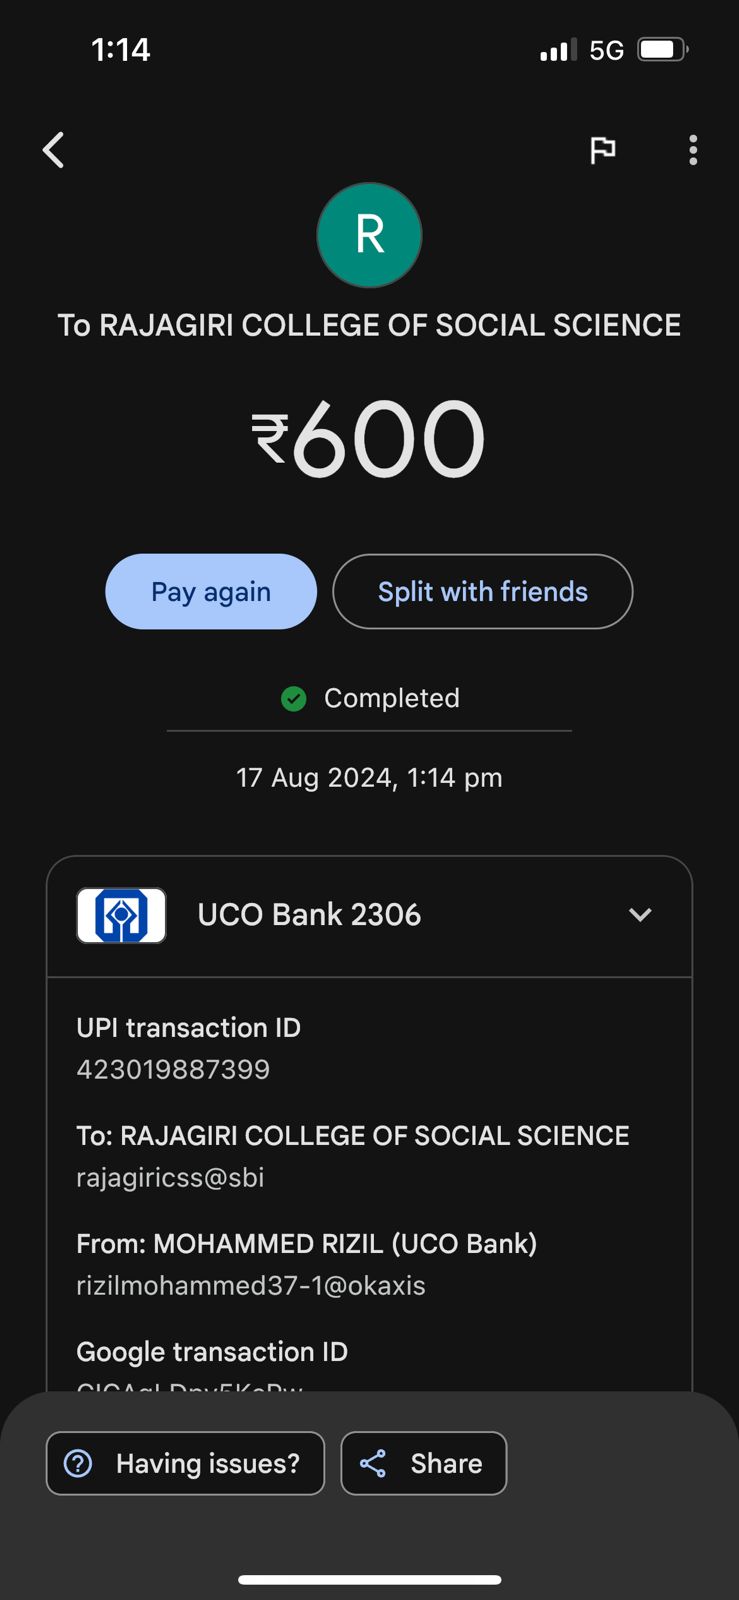 1:14
5G
R
To RAJAGIRI COLLEGE OF SOCIAL SCIENCE
₹600
Pay again
Split with friends
Completed
17 Aug 2024, 1:14 pm
UCO Bank 2306
UPI transaction ID
423019887399
To: RAJAGIRI COLLEGE OF SOCIAL SCIENCE
rajagiricss@sbi
From: MOHAMMED RIZIL (UCO Bank)
rizilmohammed37-1@okaxis
Google transaction ID
Having issues?
Share